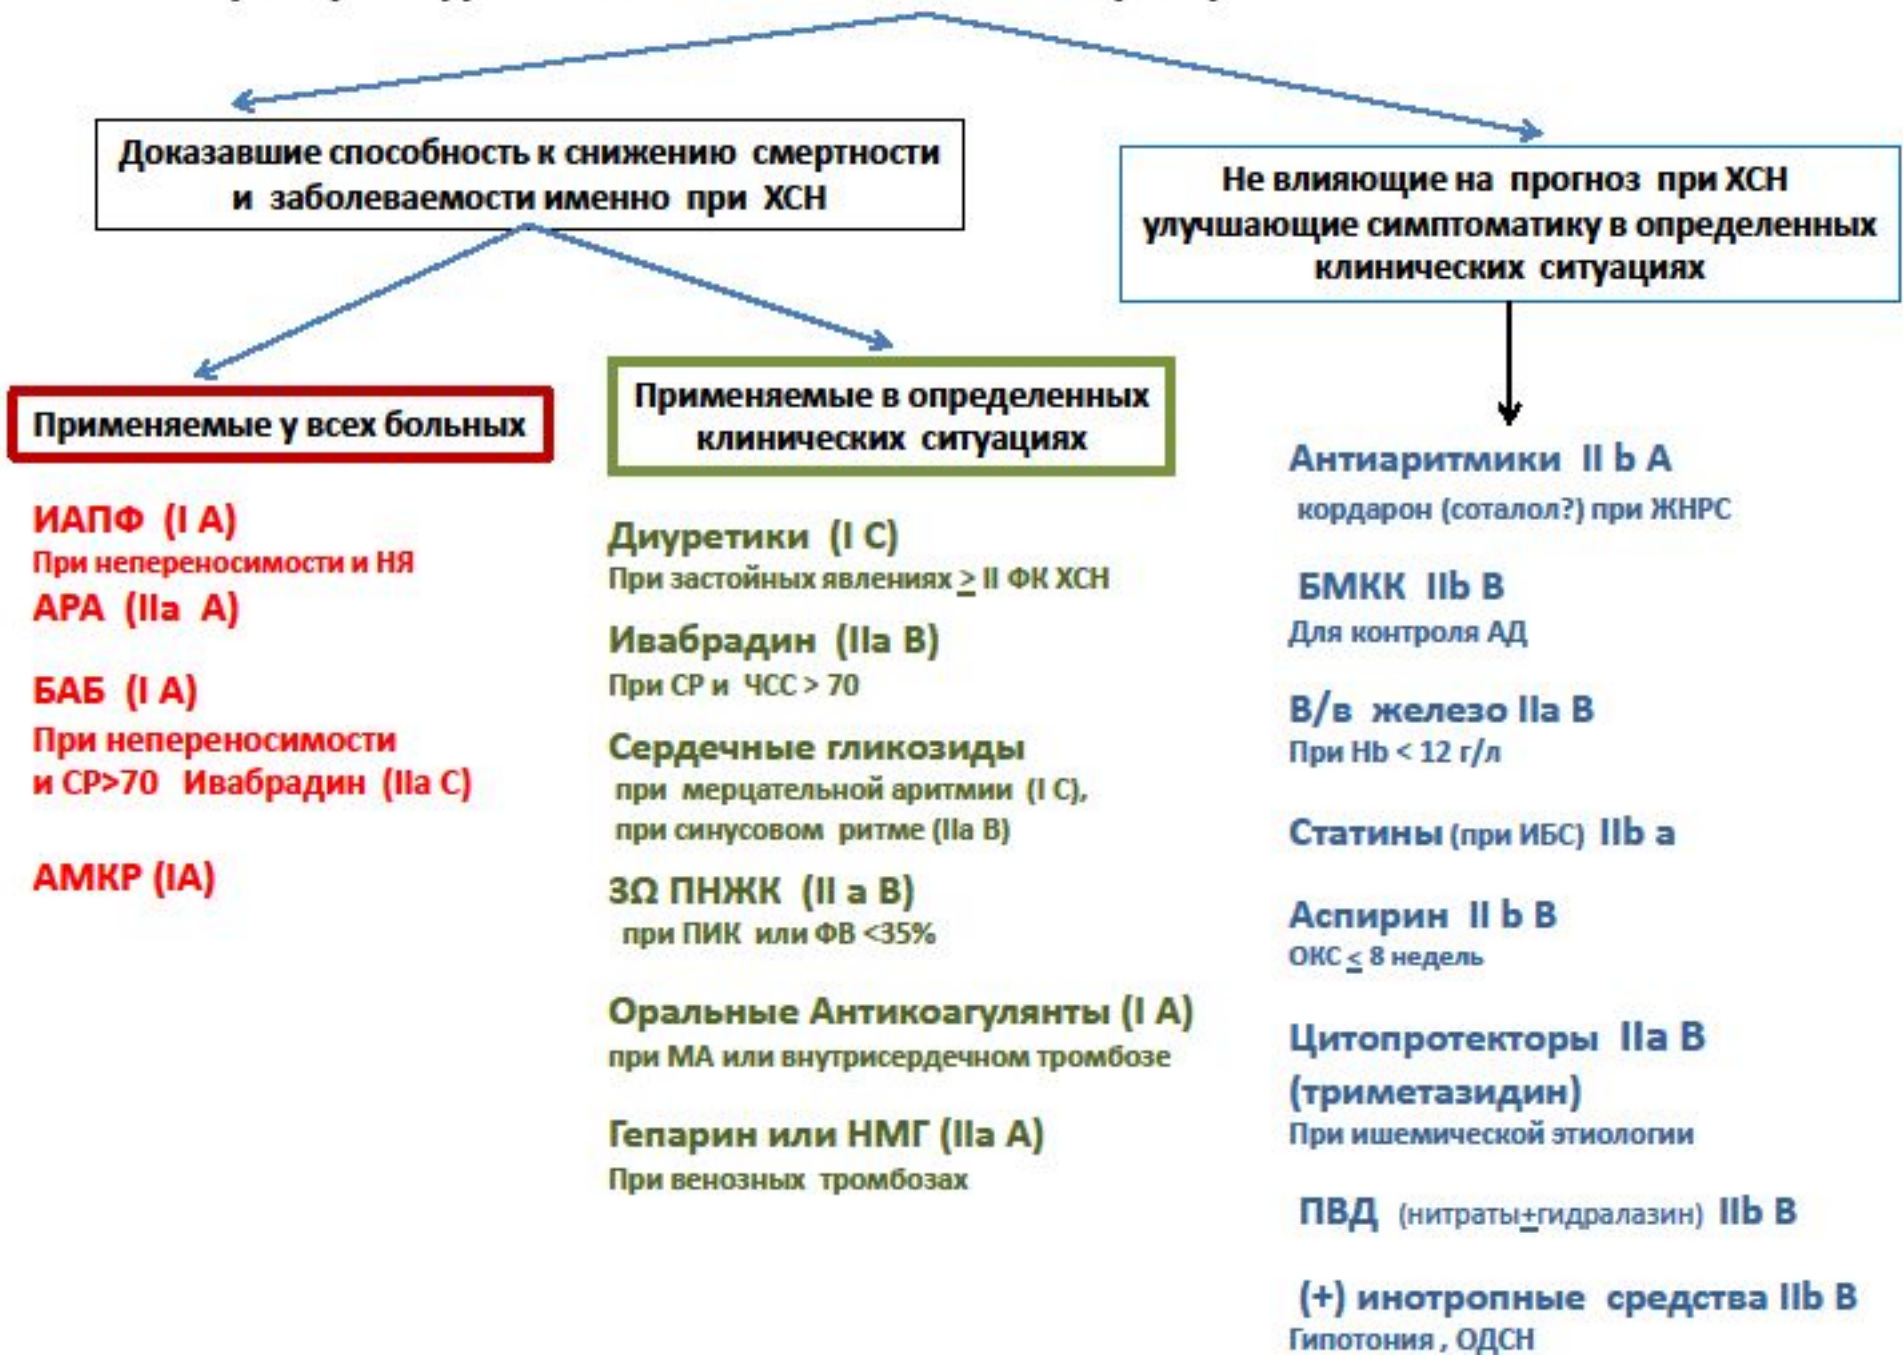 Доказавшие способность к снижению смертности
и заболеваемости именно при ХСН
Не влияющие на прогноз при ХСН
улучшающие симптоматику в определенных
клинических ситуациях
Применяемые у всех больных
ИАПФ (I A)
При непереносимости и НЯ
АРА (IIa A)
БАБ (I A)
При непереносимости
и СР>70 Ивабрадин (IIa C)
АМКР (IA)
Применяемые в определенных
клинических ситуациях
Диуретики (I C)
При застойных явлениях ≥ II ФК ХСН
Ивабрадин (IIa B)
При СР и ЧСС > 70
Сердечные гликозиды
при мерцательной аритмии (I C),
при синусовом ритме (IIa B)
3Ω ПНЖК (II a B)
при ПИК или ФВ <35%
Оральные Антикоагулянты (I A)
при МА или внутрисердечном тромбозе
Гепарин или НМГ (IIa A)
При венозных тромбозах
Антиаритмики II b A
кордарон (соталол?) при ЖНРС
БМКК IIb B
Для контроля АД
В/в железо IIa B
При Hb < 12 г/л
Статины (при ИБС) IIb a
Аспирин II b B
ОКС ≤ 8 недель
Цитопротекторы IIa B
(триметазидин)
При ишемической этиологии
ПВД (нитраты±гидралазин) IIb B
(+) инотропные средства IIb B
Гипотония , ОДСН